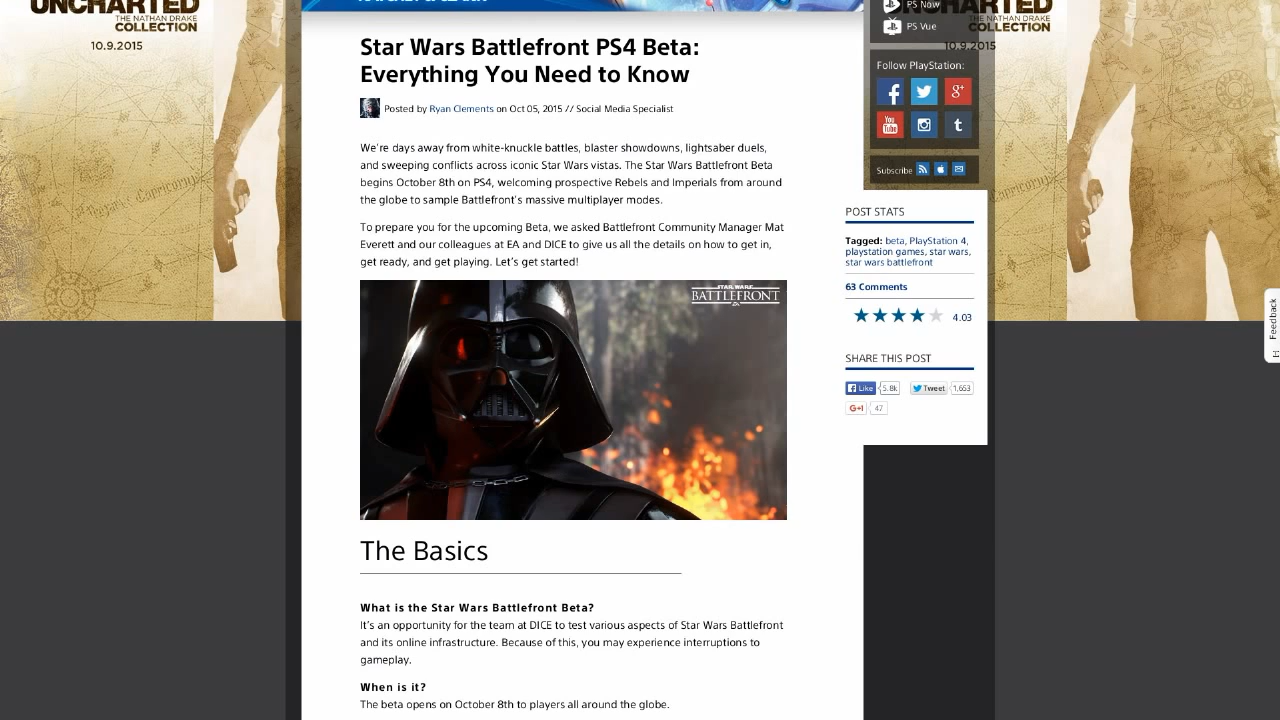 UNCHARTED
THE NATHAN DRAKE
COLLECTION
10.9.2015
UNCHARTED
THE NATHAN DRAKE
COLLECTION
10.9.2015
PS Now
PS Vue
Star Wars Battlefront PS4 Beta:
Everything You Need to Know
Posted by Ryan Clements on Oct 05, 2015 // Social Media Specialist
We're days away from white-knuckle battles, blaster showdowns, lightsaber duels,
and sweeping conflicts across iconic Star Wars vistas. The Star Wars Battlefront Beta
begins October 8th on PS4, welcoming prospective Rebels and Imperials from around
the globe to sample Battlefront's massive multiplayer modes.
To prepare you for the upcoming Beta, we asked Battlefront Community Manager Mat
Everett and our colleagues at EA and DICE to give us all the details on how to get in,
get ready, and get playing. Let's get started!
STAR WARS
BATTLEFRONT
EA
The Basics
What is the Star Wars Battlefront Beta?
It's an opportunity for the team at DICE to test various aspects of Star Wars Battlefront
and its online infrastructure. Because of this, you may experience interruptions to
gameplay.
When is it?
The beta opens on October 8th to players all around the globe.
Follow PlayStation:
f
g+
You
Tube
t
Subscribe
POST STATS
Tagged: beta, PlayStation 4,
playstation games, star wars,
star wars battlefront
63 Comments
4.03
SHARE THIS POST
f Like 5.8k Tweet 1,653
G+1 47
Feedback